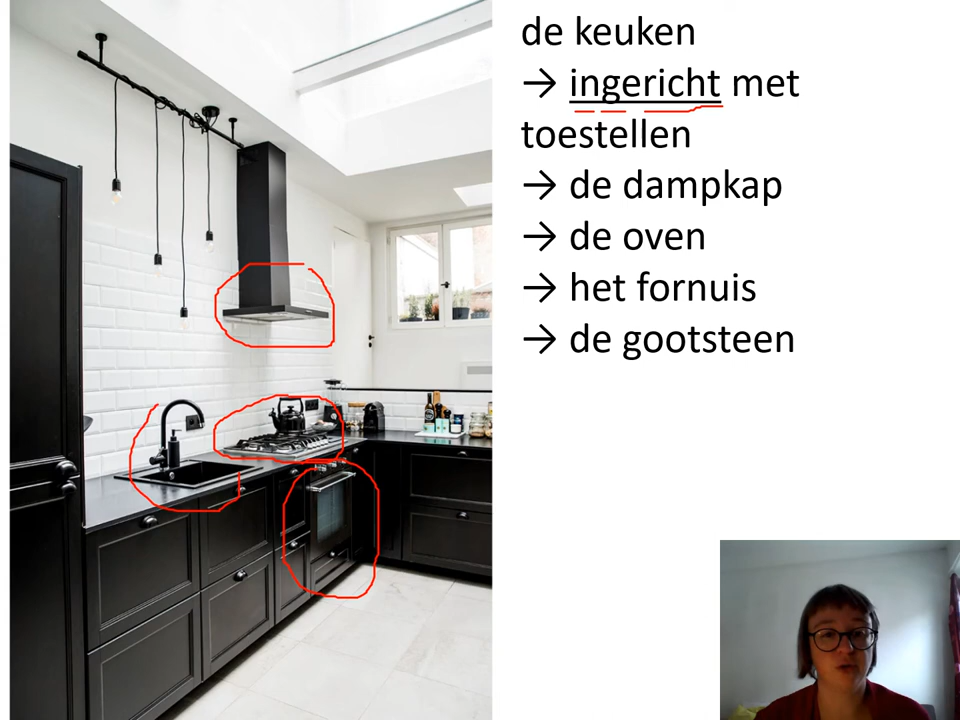 de keuken
→ ingericht met
toestellen
→ de dampkap
→ de oven
→ het fornuis
→ de gootsteen